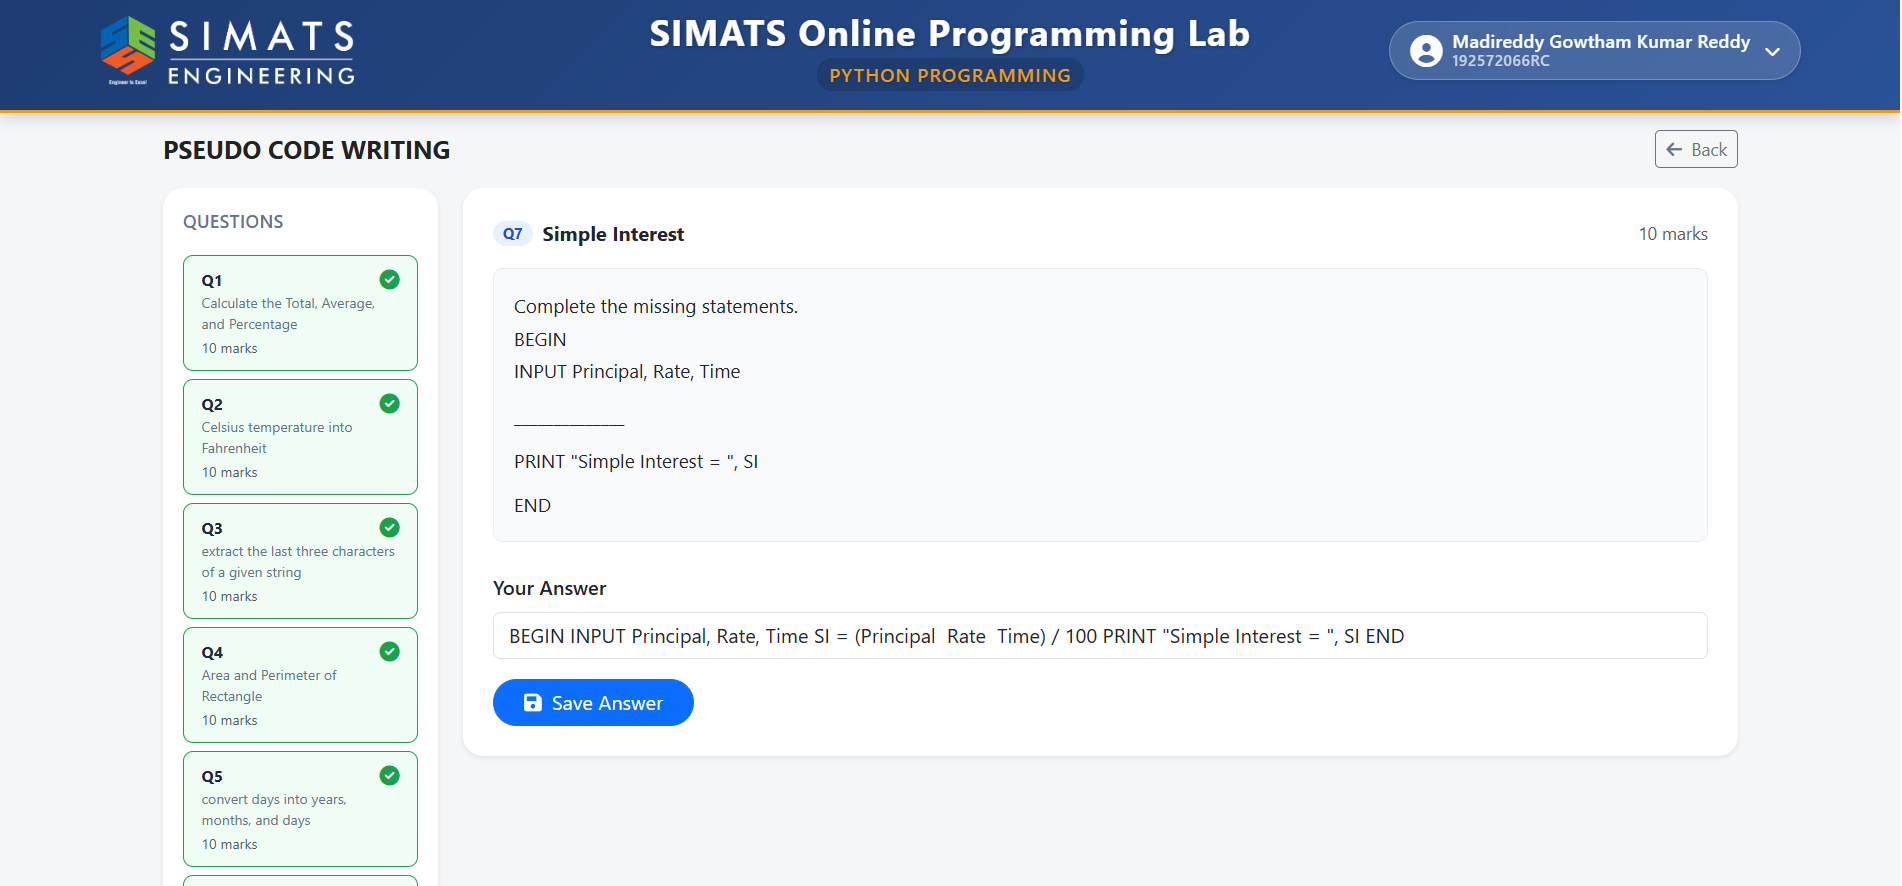 SIMATS
ENGINEERING
Engineer to Excel
SIMATS Online Programming Lab
PYTHON PROGRAMMING
Madireddy Gowtham Kumar Reddy
192572066RC
PSEUDO CODE WRITING
Back
QUESTIONS
Q1
Calculate the Total, Average,
and Percentage
10 marks
Q2
Celsius temperature into
Fahrenheit
10 marks
Q3
extract the last three characters
of a given string
10 marks
Q4
Area and Perimeter of
Rectangle
10 marks
Q5
convert days into years,
months, and days
10 marks
Q7 Simple Interest
10 marks
Complete the missing statements.
BEGIN
INPUT Principal, Rate, Time
______________
PRINT "Simple Interest = ", SI
END
Your Answer
BEGIN INPUT Principal, Rate, Time SI = (Principal  Rate  Time) / 100 PRINT "Simple Interest = ", SI END
Save Answer